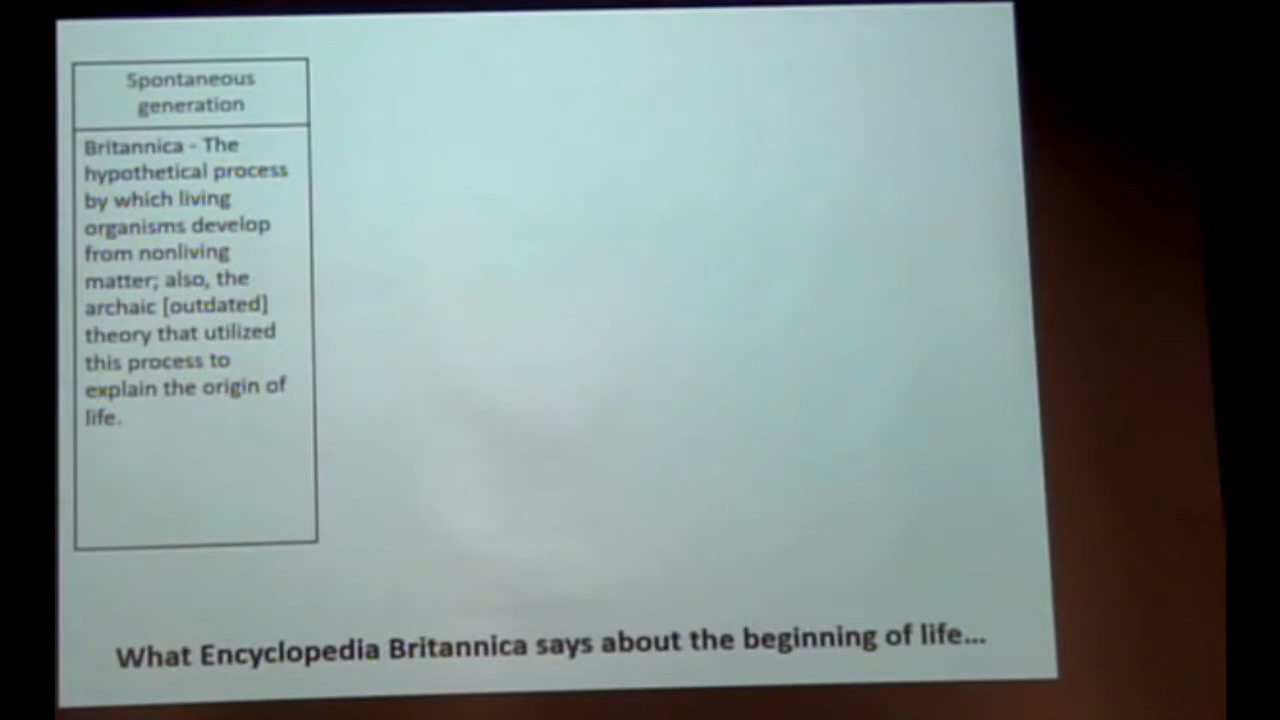 Spontaneous
generation
Britannica - The
hypothetical process
by which living
organisms develop
from nonliving
matter; also, the
archaic [outdated]
theory that utilized
this process to
explain the origin of
life.
What Encyclopedia Britannica says about the beginning of life...